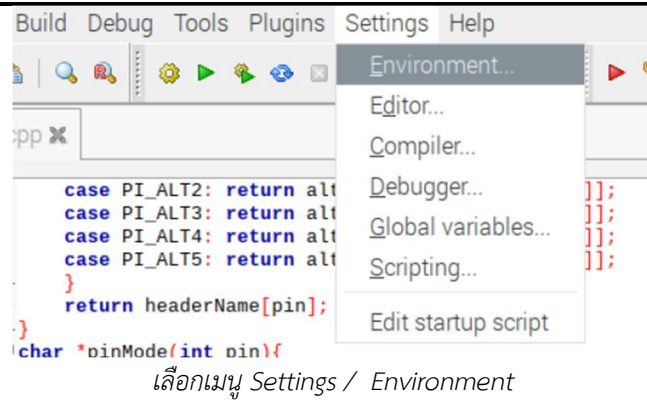 Build Debug Tools Plugins Settings Help
Environment...
cpp
Editor...
Compiler...
case PI_ALT2: return alt ]];
Debugger...
case PI_ALT3: return alt ]];
Global variables...
case PI_ALT4: return alt ]];
case PI_ALT5: return alt ]];
Scripting...
}
return headerName[pin];
Edit startup script
}
char *pinMode(int pin){
เลือกเมนู Settings / Environment